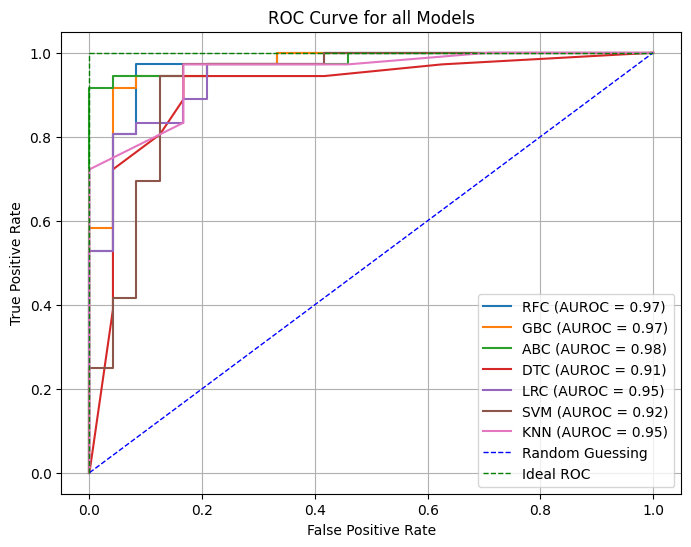 ROC Curve for all Models
True Positive Rate
1.0
0.8
0.6
0.4
0.2
0.0
RFC (AUROC = 0.97)
GBC (AUROC = 0.97)
ABC (AUROC = 0.98)
DTC (AUROC = 0.91)
LRC (AUROC = 0.95)
SVM (AUROC = 0.92)
KNN (AUROC = 0.95)
Random Guessing
Ideal ROC
0.0 0.2 0.4 0.6 0.8 1.0
False Positive Rate